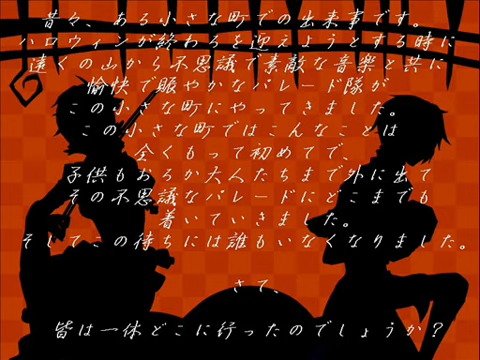 昔々、ある小さな町での出来事です。
ハロウィンが終わろを迎えようとする時に
遠くの山から不思議で素敵な音楽と共に
愉快で賑やかなパレード隊が
この小さな町にやってきました。
この小さな町ではこんなことは
全くもって初めてで、
子供もおろか大人たちまで外に出て
その不思議なパレードにどこまでも
着いていきました。
そしてこの待ちには誰もいなくなりました。
さて、
皆は一体どこに行ったのでしょうか？